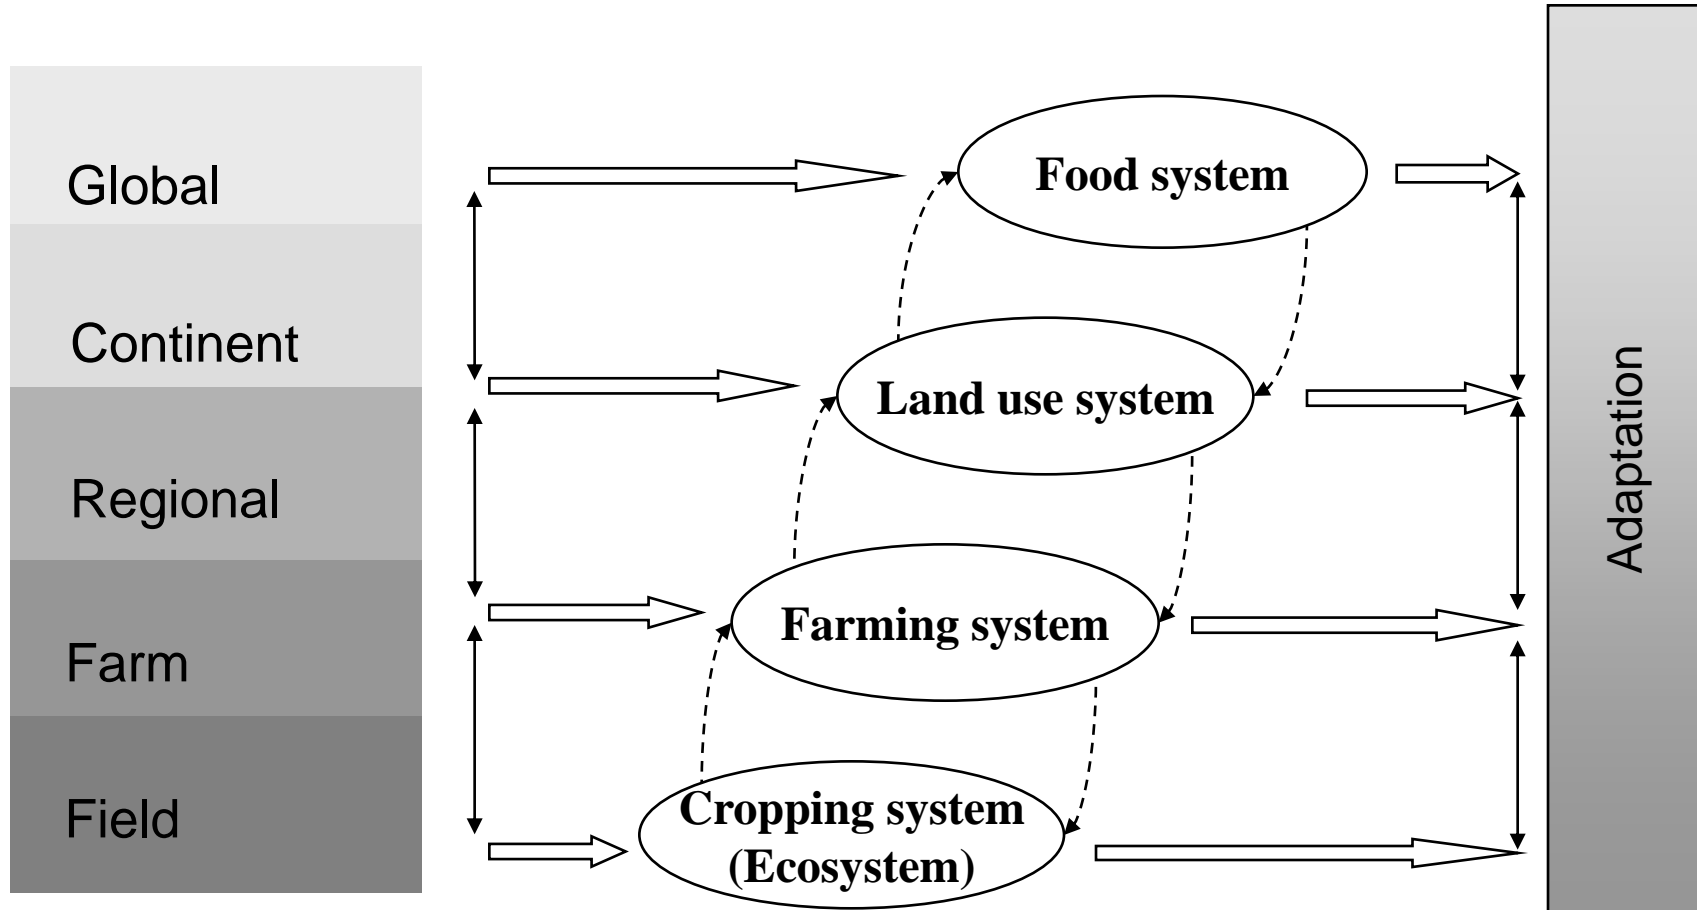 Global
Continent
Regional
Farm
Field
Food system
Land use system
Farming system
Cropping system
(Ecosystem)
Adaptation